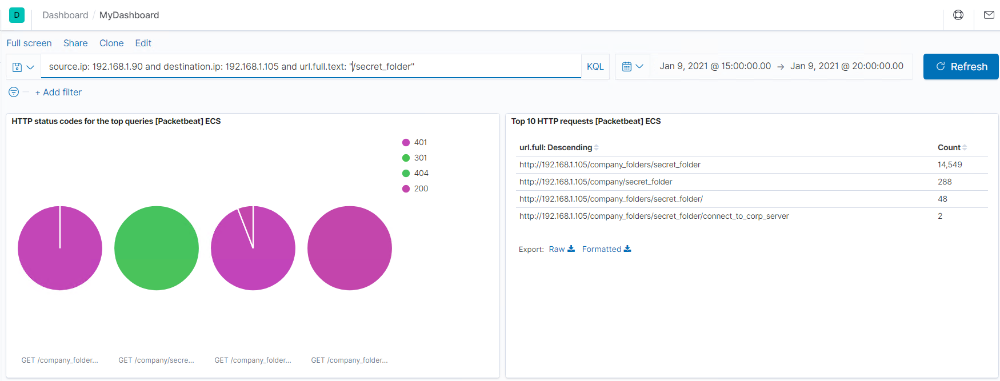 D Dashboard / MyDashboard
Full screen Share Clone Edit
source.ip: 192.168.1.90 and destination.ip: 192.168.1.105 and url.full.text: "/secret_folder" KQL Jan 9, 2021 @ 15:00:00.00 → Jan 9, 2021 @ 20:00:00.00 Refresh
+ Add filter
HTTP status codes for the top queries [Packetbeat] ECS
401
301
404
200
GET /company_folder... GET /company/secre... GET /company_folder... GET /company_folder...
Top 10 HTTP requests [Packetbeat] ECS
url.full: Descending Count
http://192.168.1.105/company_folders/secret_folder 14,549
http://192.168.1.105/company/secret_folder 288
http://192.168.1.105/company_folders/secret_folder/ 48
http://192.168.1.105/company_folders/secret_folder/connect_to_corp_server 2
Export: Raw Formatted